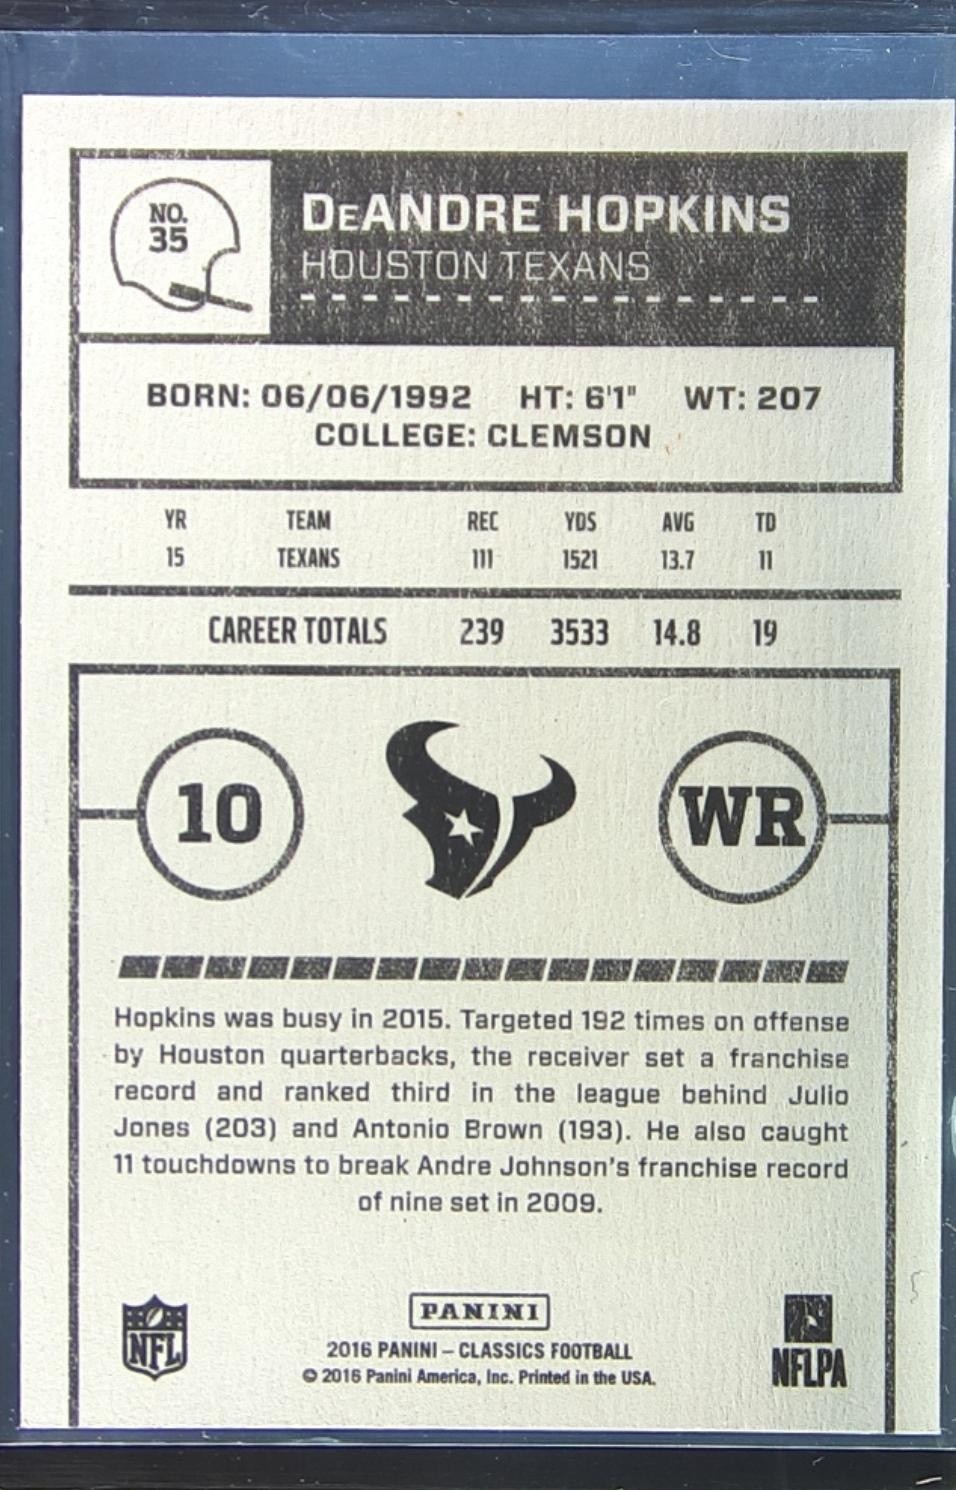 NO.
35
DeANDRE HOPKINS
HOUSTON TEXANS
BORN: 06/06/1992 HT: 6'1" WT: 207
COLLEGE: CLEMSON
YR TEAM REC YDS AVG TD
15 TEXANS 111 1521 13.7 11
CAREER TOTALS 239 3533 14.8 19
10 WR
Hopkins was busy in 2015. Targeted 192 times on offense
by Houston quarterbacks, the receiver set a franchise
record and ranked third in the league behind Julio
Jones (203) and Antonio Brown (193). He also caught
11 touchdowns to break Andre Johnson's franchise record
of nine set in 2009.
NFL
PANINI
2016 PANINI – CLASSICS FOOTBALL
© 2016 Panini America, Inc. Printed in the USA.
NFLPA